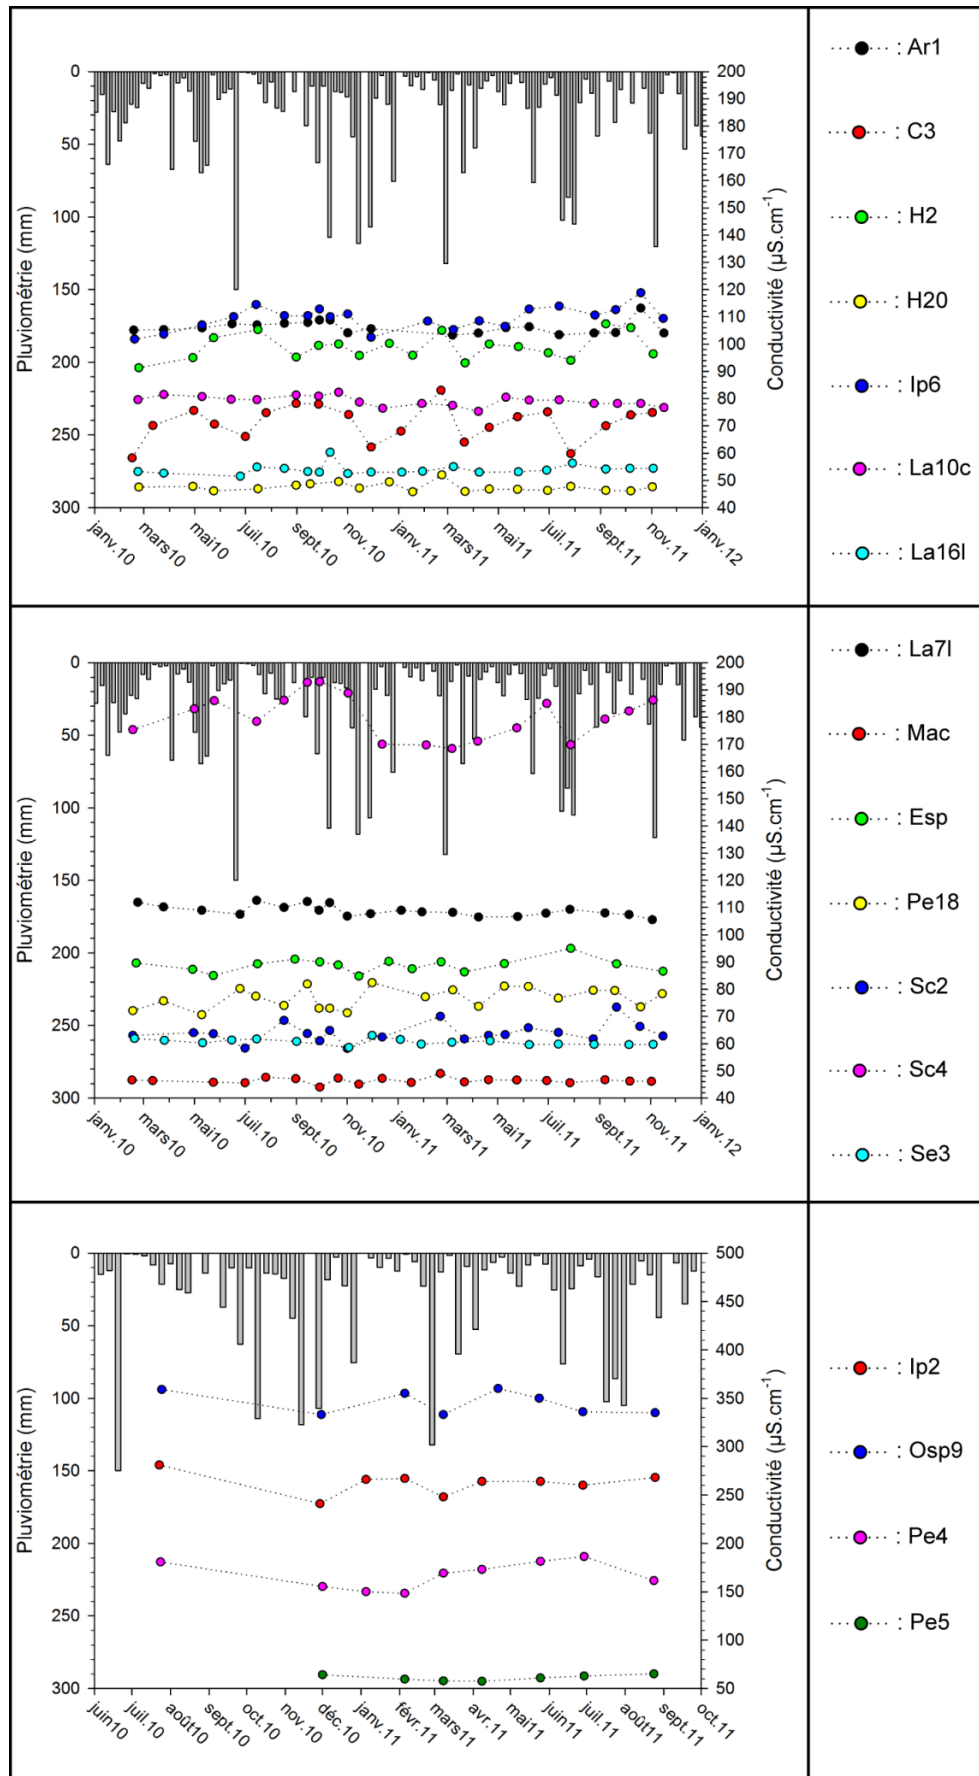 Pluviométrie (mm)
0
50
100
150
200
250
300
200
190
180
170
160
150
140
130
120
110
100
90
80
70
60
50
40
Conductivité (µS.cm⁻¹)
janv.10
mars10
mai10
juil.10
sept.10
nov.10
janv.11
mars11
mai11
juil.11
sept.11
nov.11
janv.12
: Ar1
: C3
: H2
: H20
: Ip6
: La10c
: La16l
Pluviométrie (mm)
0
50
100
150
200
250
300
200
190
180
170
160
150
140
130
120
110
100
90
80
70
60
50
40
Conductivité (µS.cm⁻¹)
janv.10
mars10
mai10
juil.10
sept.10
nov.10
janv.11
mars11
mai11
juil.11
sept.11
nov.11
janv.12
: La7l
: Mac
: Esp
: Pe18
: Sc2
: Sc4
: Se3
Pluviométrie (mm)
0
50
100
150
200
250
300
500
450
400
350
300
250
200
150
100
50
Conductivité (µS.cm⁻¹)
juin10
juil.10
août10
sept.10
oct.10
nov.10
déc.10
janv.11
févr.11
mars11
avr.11
mai11
juin11
juil.11
août11
sept.11
oct.11
: Ip2
: Osp9
: Pe4
: Pe5